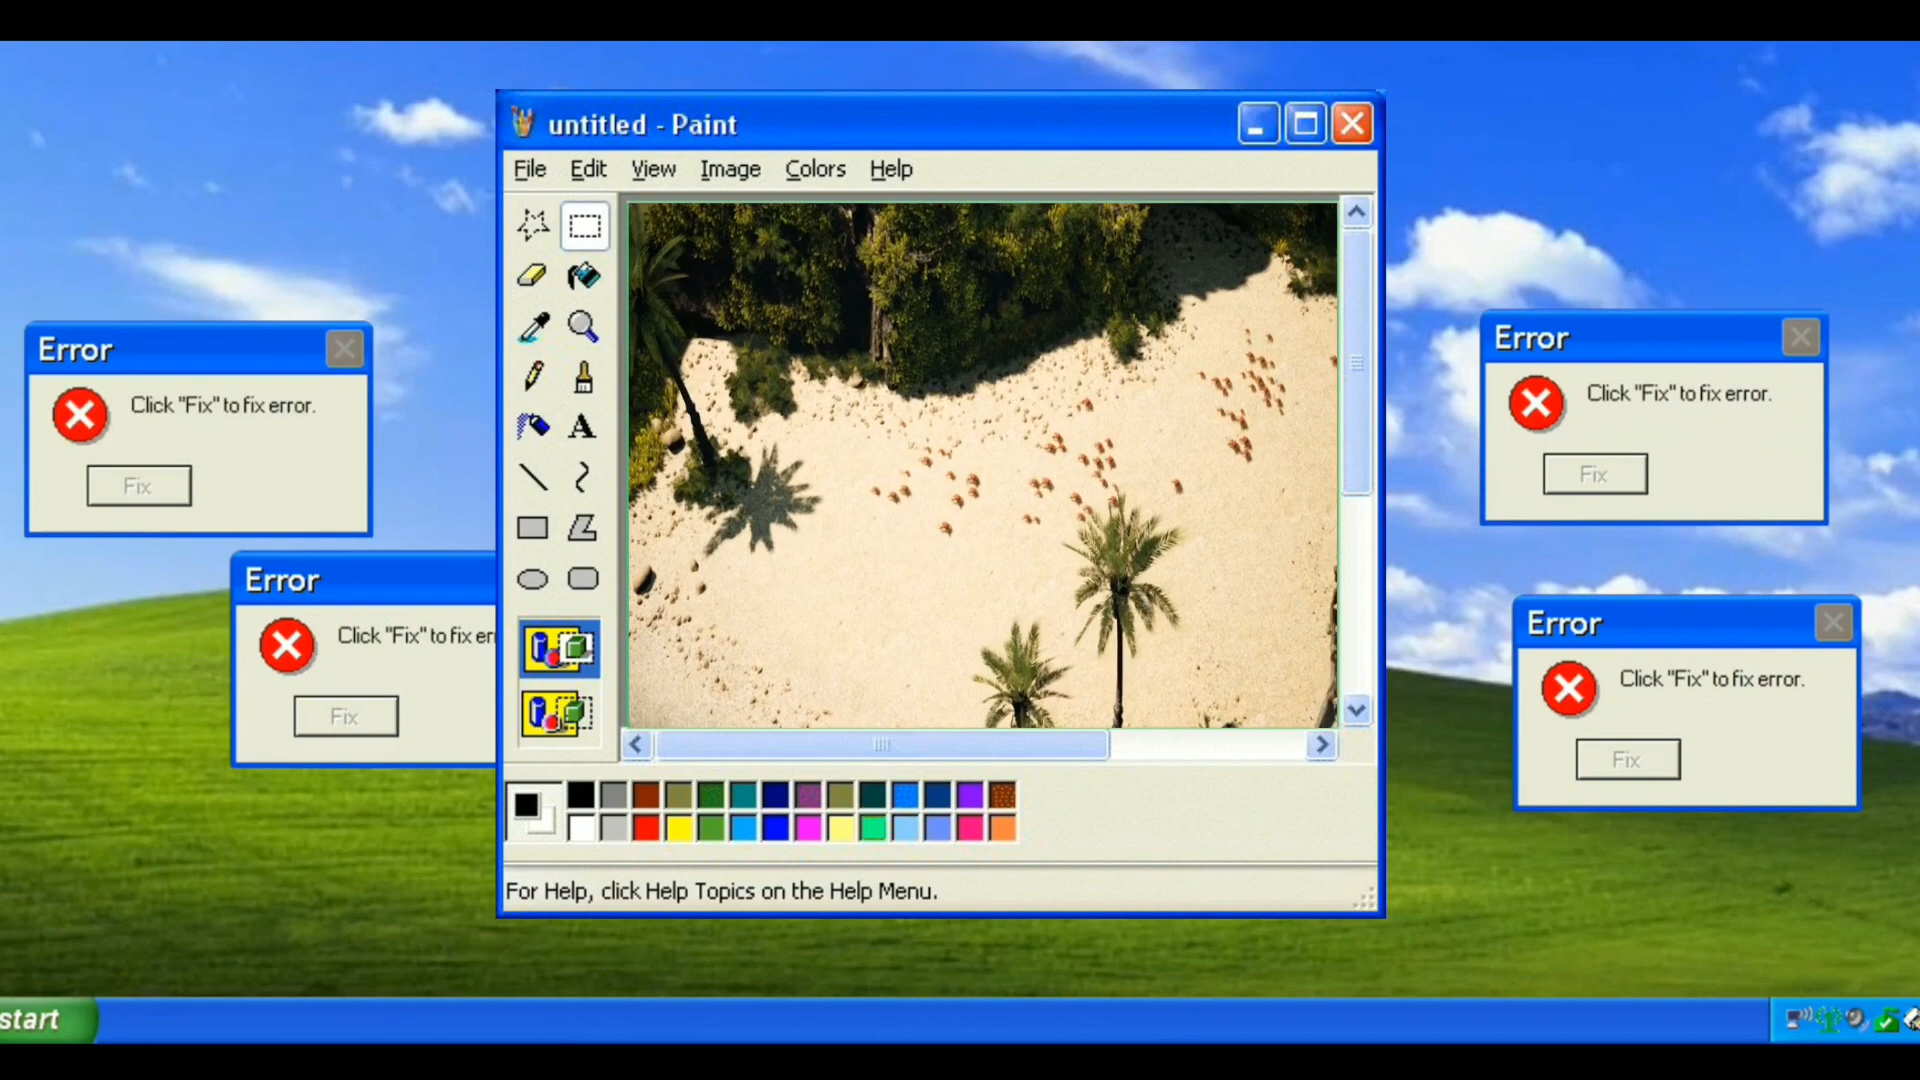 untitled - Paint
File Edit View Image Colors Help
A
Error
Click "Fix" to fix error.
Fix
Error
Click "Fix" to fix er
Fix
Error
Click "Fix" to fix error.
Fix
Error
Click "Fix" to fix error.
Fix
For Help, click Help Topics on the Help Menu.
start